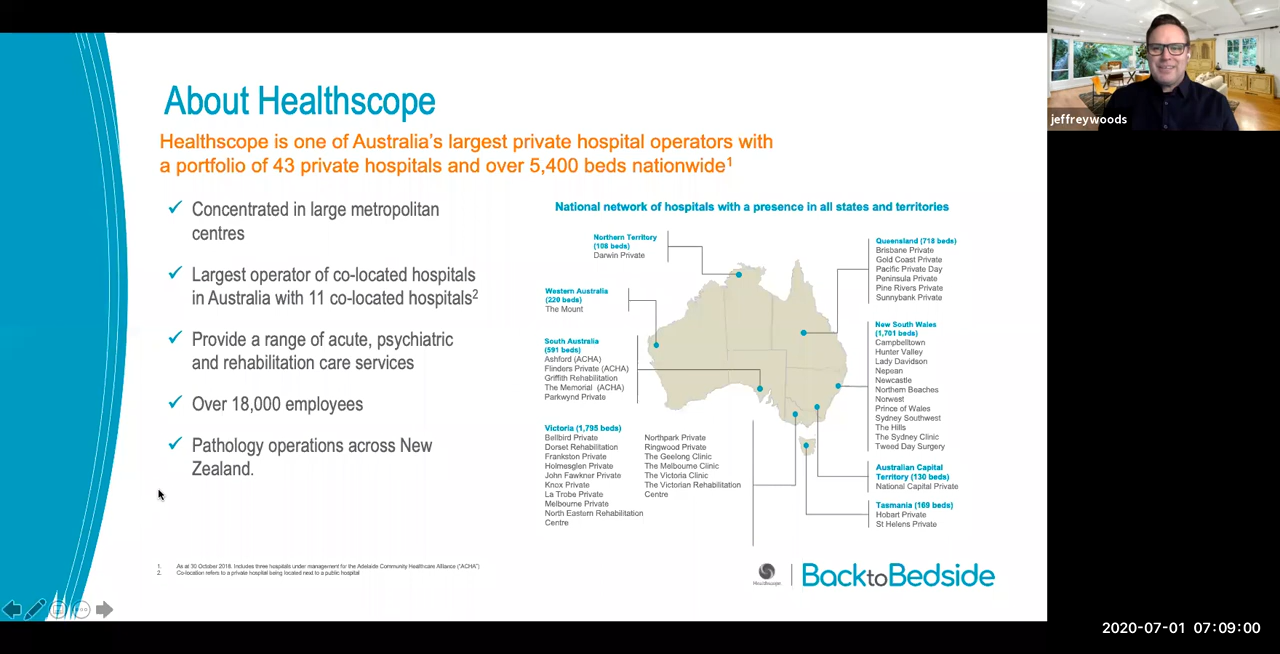 About Healthscope
Healthscope is one of Australia's largest private hospital operators with
a portfolio of 43 private hospitals and over 5,400 beds nationwide1
✓ Concentrated in large metropolitan
centres
✓ Largest operator of co-located hospitals
in Australia with 11 co-located hospitals2
✓ Provide a range of acute, psychiatric
and rehabilitation care services
✓ Over 18,000 employees
✓ Pathology operations across New
Zealand.
National network of hospitals with a presence in all states and territories
Northern Territory
(108 beds)
Darwin Private
Western Australia
(220 beds)
The Mount
South Australia
(591 beds)
Ashford (ACHA)
Flinders Private (ACHA)
Griffith Rehabilitation
The Memorial (ACHA)
Parkwynd Private
Victoria (1,795 beds)
Bellbird Private
Dorset Rehabilitation
Frankston Private
Holmesglen Private
John Fawkner Private
Knox Private
La Trobe Private
Melbourne Private
North Eastern Rehabilitation
Centre
Northpark Private
Ringwood Private
The Geelong Clinic
The Melbourne Clinic
The Victoria Clinic
The Victorian Rehabilitation
Centre
Queensland (718 beds)
Brisbane Private
Gold Coast Private
Pacific Private Day
Peninsula Private
Pine Rivers Private
Sunnybank Private
New South Wales
(1,701 beds)
Campbelltown
Hunter Valley
Lady Davidson
Nepean
Newcastle
Northern Beaches
Norwest
Prince of Wales
Sydney Southwest
The Hills
The Sydney Clinic
Tweed Day Surgery
Australian Capital
Territory (130 beds)
National Capital Private
Tasmania (169 beds)
Hobart Private
St Helens Private
1. As at 30 October 2018. Includes three hospitals under management for the Adelaide Community Healthcare Alliance ("ACHA")
2. Co-location refers to a private hospital being located next to a public hospital
Healthscope
BacktoBedside
jeffreywoods
2020-07-01 07:09:00